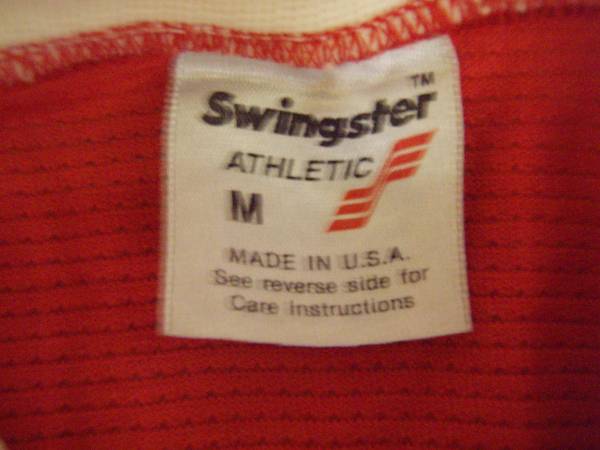 Swingster™
ATHLETIC
M
MADE IN U.S.A.
See reverse side for
Care Instructions